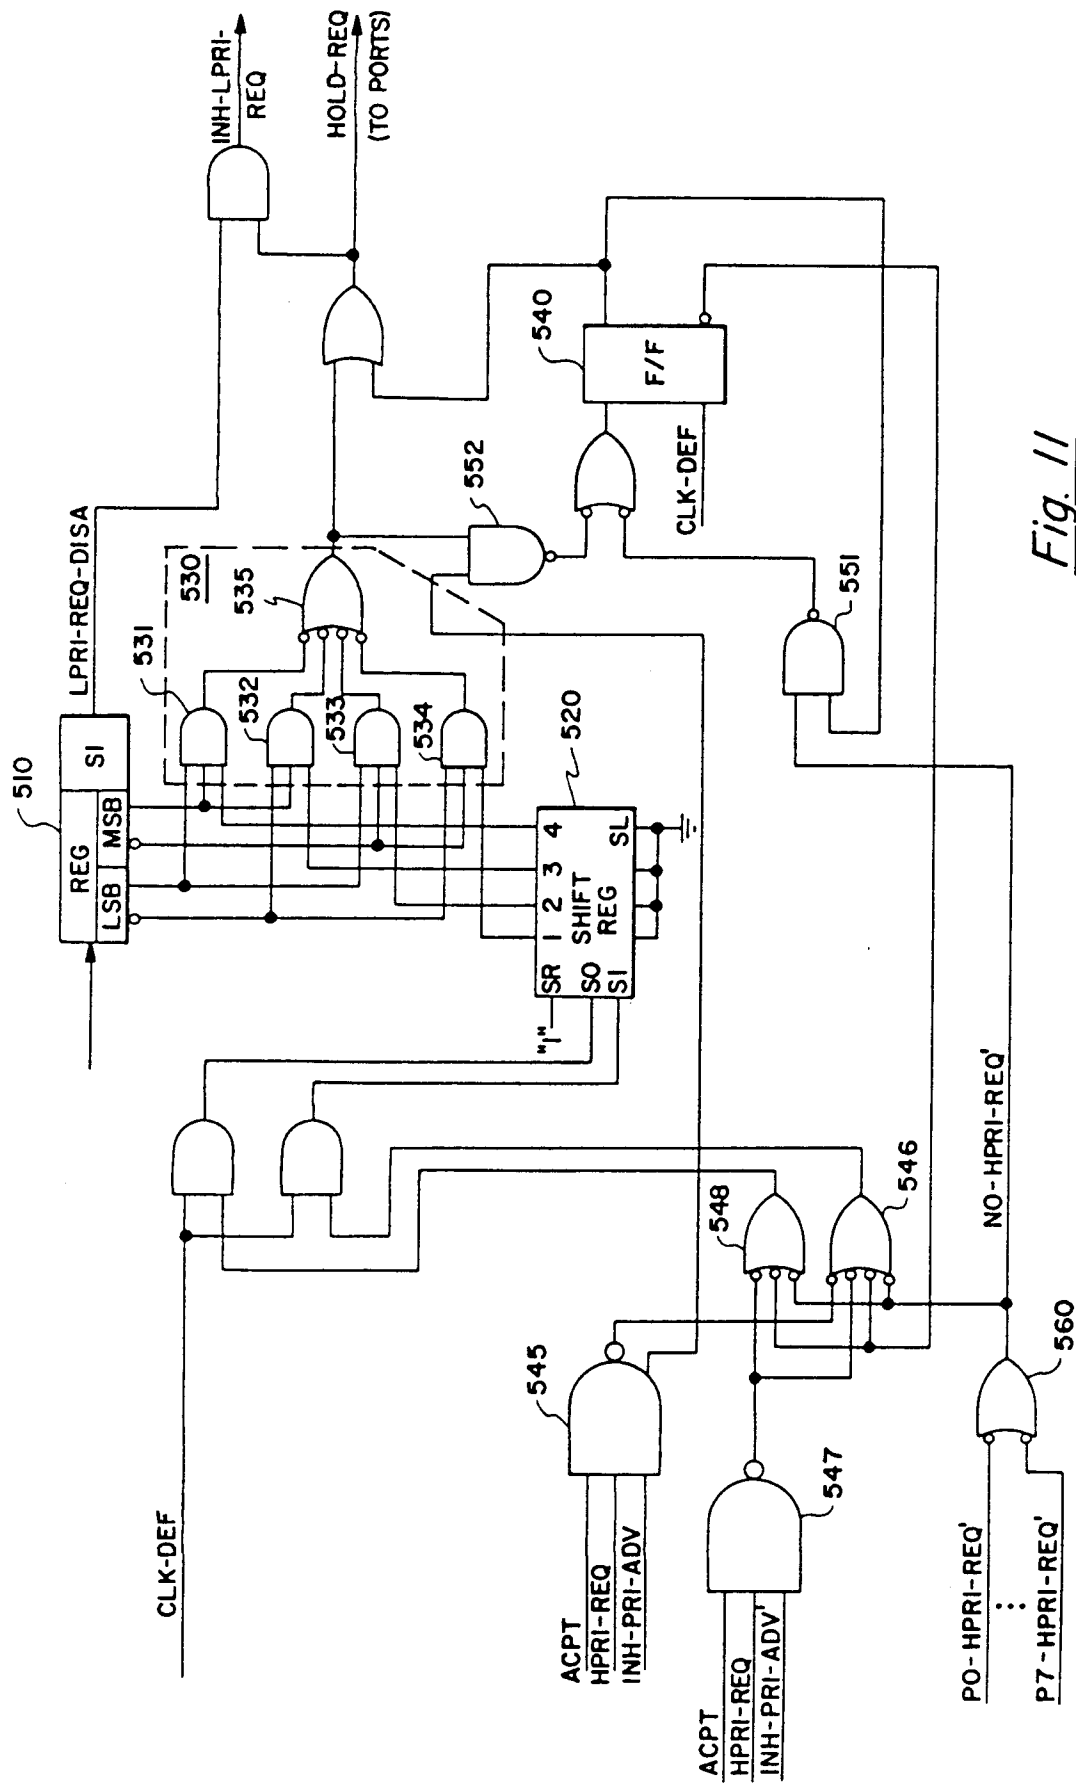 CLK-DEF
510
REG
SI
LSB
MSB
LPRI-REQ-DISA
INH-LPRI-
REQ
HOLD-REQ
(TO PORTS)
530
531
532
533
534
535
"1"
SR
SO
SI
1
2
3
4
SHIFT
REG
SL
520
552
540
F/F
CLK-DEF
551
545
ACPT
HPRI-REQ
INH-PRI-ADV
548
546
547
ACPT
HPRI-REQ
INH-PRI-ADV'
NO-HPRI-REQ'
560
P0-HPRI-REQ'
P7-HPRI-REQ'
Fig. 11